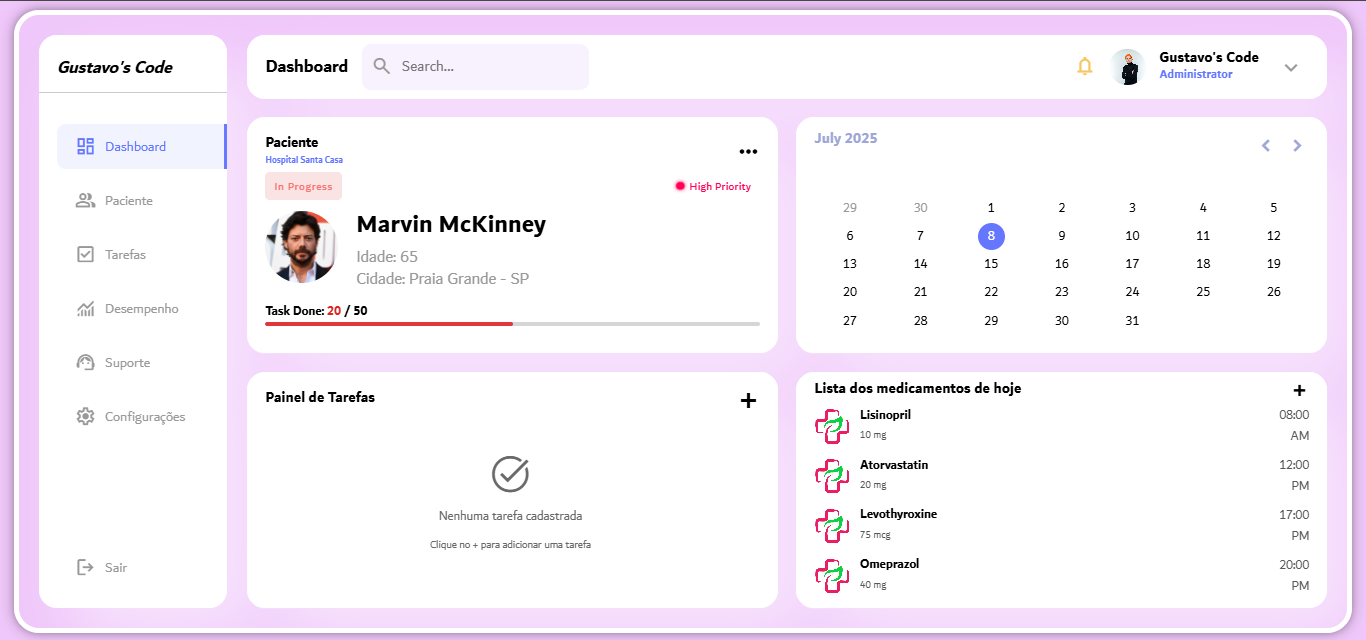 Gustavo's Code
Dashboard
Paciente
Tarefas
Desempenho
Suporte
Configurações
Sair
Dashboard
Search...
Gustavo's Code
Administrator
Paciente
Hospital Santa Casa
In Progress
High Priority
Marvin McKinney
Idade: 65
Cidade: Praia Grande - SP
Task Done: 20 / 50
July 2025
29 30 1 2 3 4 5
6 7 8 9 10 11 12
13 14 15 16 17 18 19
20 21 22 23 24 25 26
27 28 29 30 31
Painel de Tarefas
Nenhuma tarefa cadastrada
Clique no + para adicionar uma tarefa
Lista dos medicamentos de hoje
Lisinopril 08:00
10 mg AM
Atorvastatin 12:00
20 mg PM
Levothyroxine 17:00
75 mcg PM
Omeprazol 20:00
40 mg PM